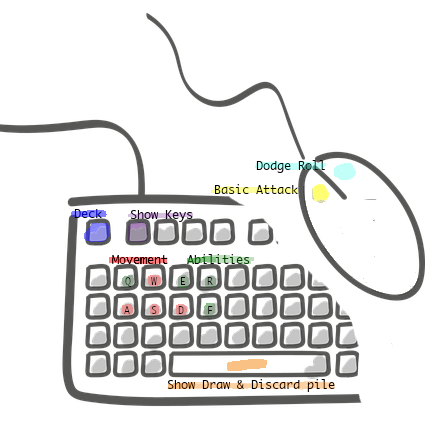 Dodge Roll
Basic Attack
Deck
Show Keys
Movement
Abilities
Q W E R
A S D F
Show Draw & Discard pile